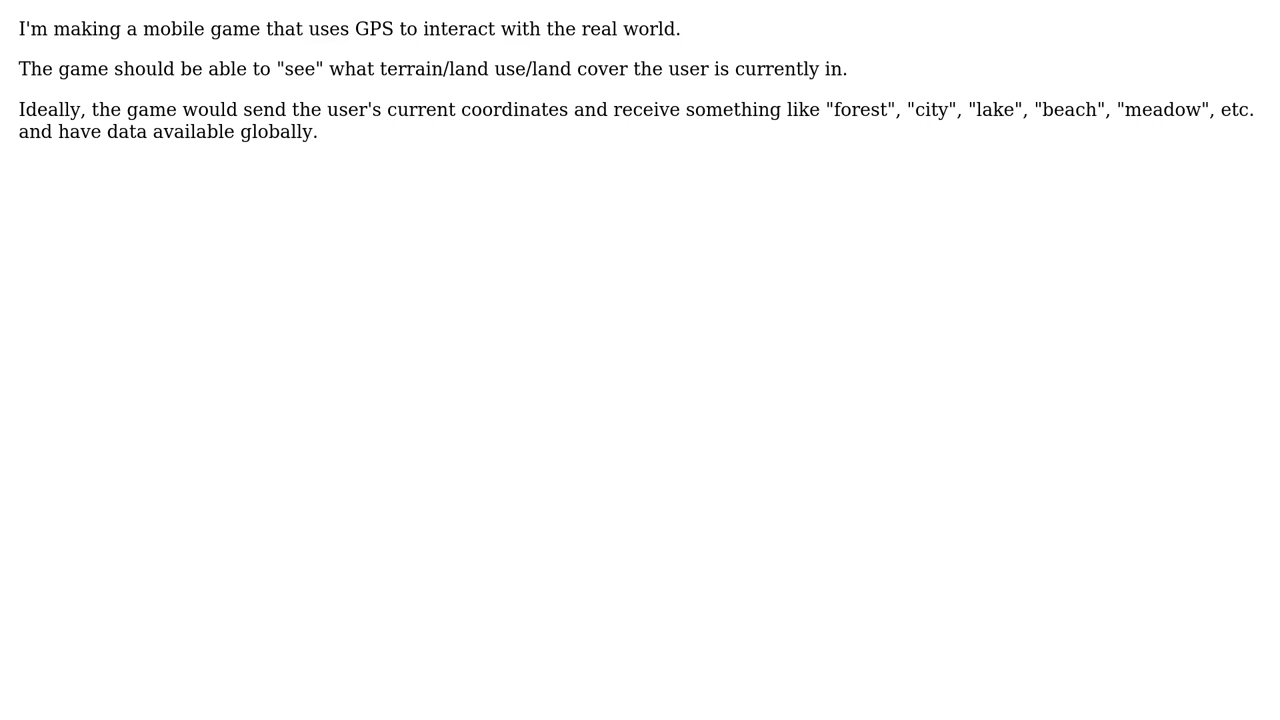 I'm making a mobile game that uses GPS to interact with the real world.
The game should be able to "see" what terrain/land use/land cover the user is currently in.
Ideally, the game would send the user's current coordinates and receive something like "forest", "city", "lake", "beach", "meadow", etc.
and have data available globally.